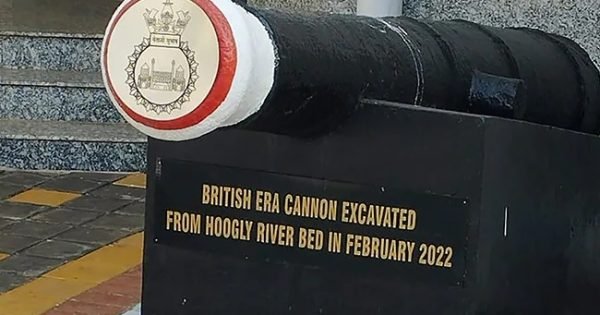 BRITISH ERA CANNON EXCAVATED
FROM HOOGLY RIVER BED IN FEBRUARY 2022